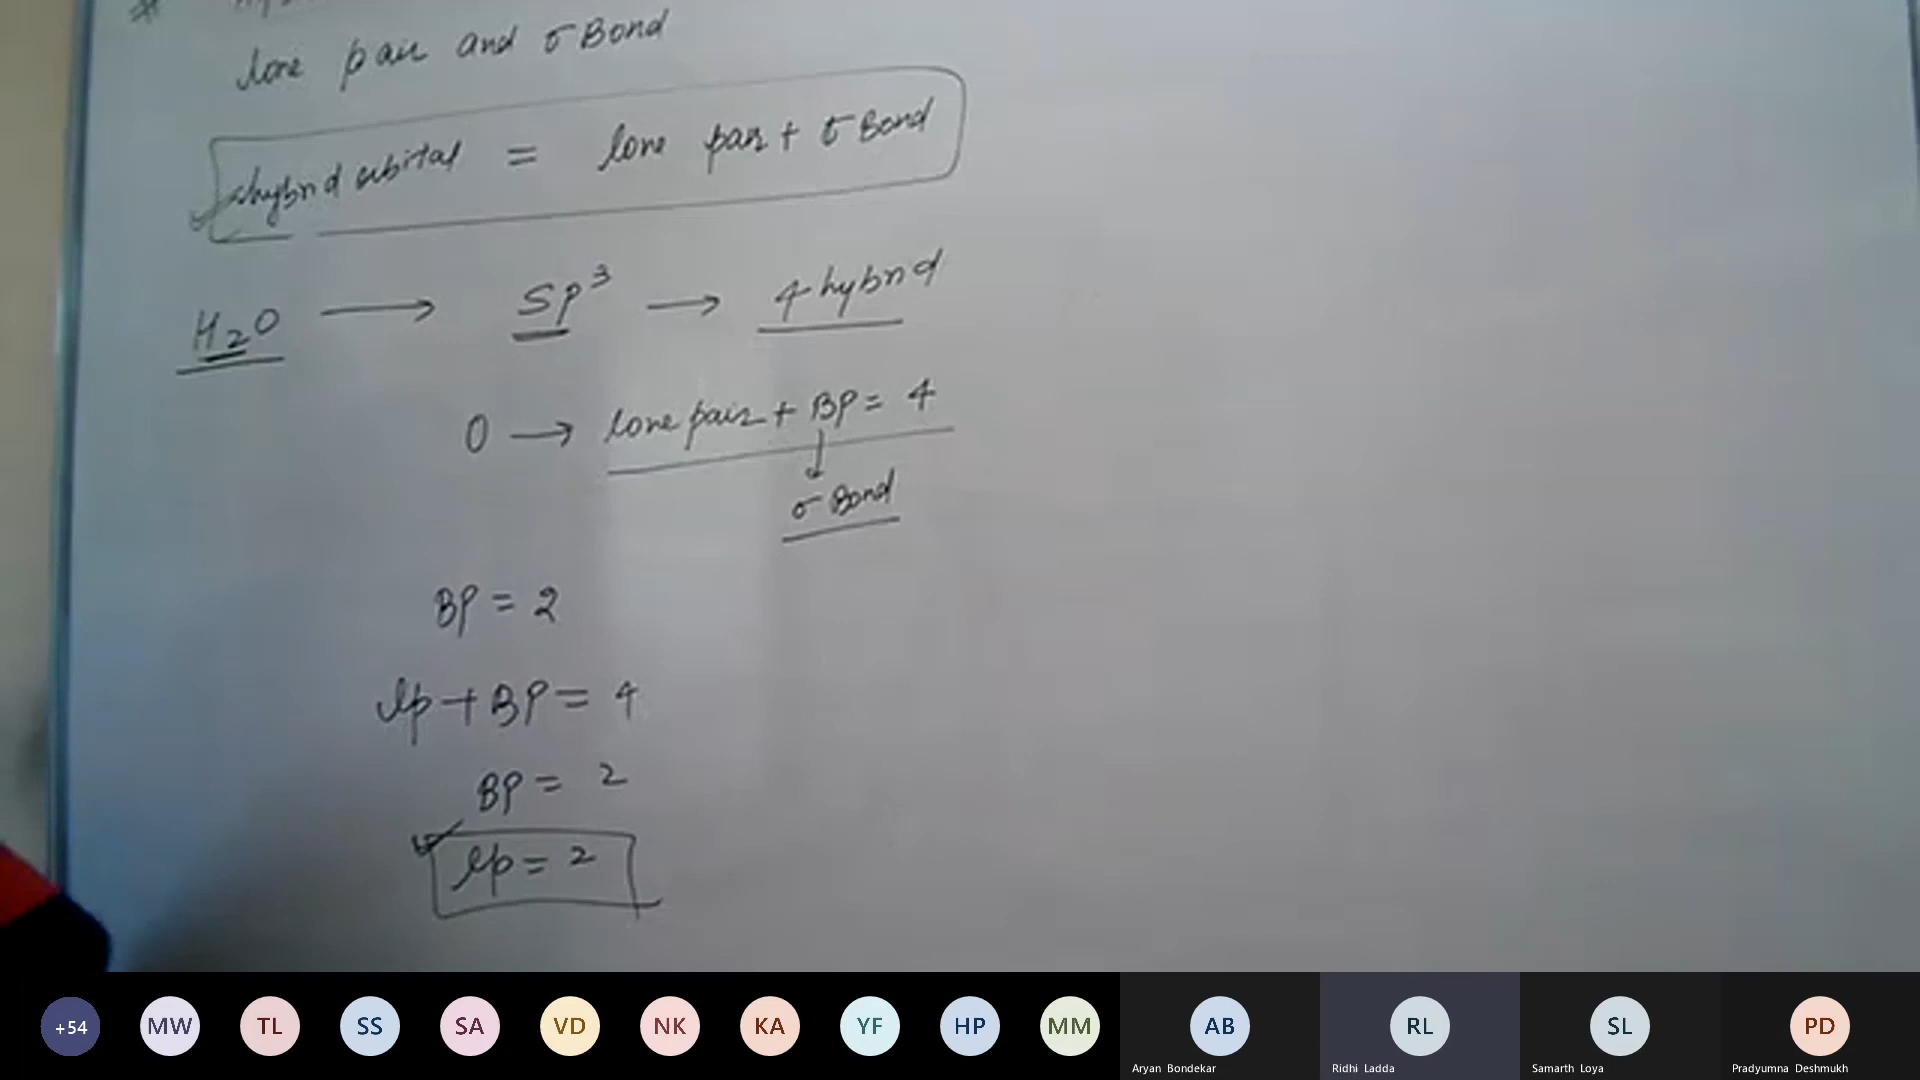 lone pair and σ Bond
hybrid orbital = lone pair + σ Bond
H₂O → SP³ → 4 hybrid
O → lone pair + BP = 4
↓
σ Bond
BP = 2
lp + BP = 4
BP = 2
lp = 2
+54 MW TL SS SA VD NK KA YF HP MM AB RL SL PD
Aryan Bondekar Ridhi Ladda Samarth Loya Pradyumna Deshmukh